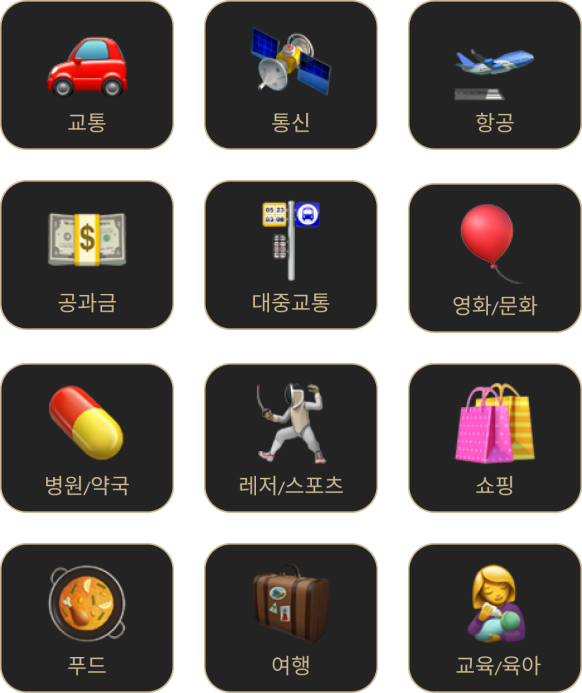 교통
통신
항공
$
공과금
대중교통
영화/문화
병원/약국
레저/스포츠
쇼핑
푸드
여행
교육/육아